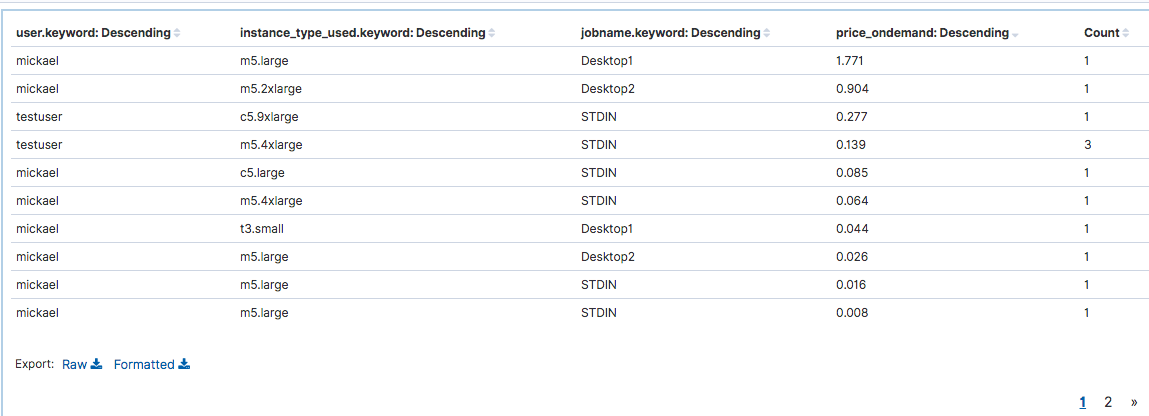 user.keyword: Descending instance_type_used.keyword: Descending jobname.keyword: Descending price_ondemand: Descending Count
mickael m5.large Desktop1 1.771 1
mickael m5.2xlarge Desktop2 0.904 1
testuser c5.9xlarge STDIN 0.277 1
testuser m5.4xlarge STDIN 0.139 3
mickael c5.large STDIN 0.085 1
mickael m5.4xlarge STDIN 0.064 1
mickael t3.small Desktop1 0.044 1
mickael m5.large Desktop2 0.026 1
mickael m5.large STDIN 0.016 1
mickael m5.large STDIN 0.008 1
Export: Raw Formatted
1 2 »